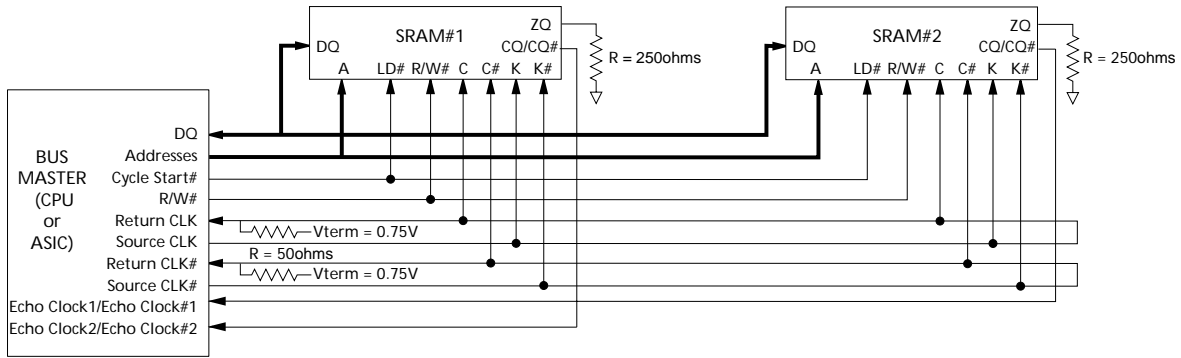 ZQ
SRAM#1
CQ/CQ#
DQ
A LD# R/W# C C# K K#
R = 250ohms
ZQ
SRAM#2
CQ/CQ#
DQ
A LD# R/W# C C# K K#
R = 250ohms
BUS
MASTER
(CPU
or
ASIC)
DQ
Addresses
Cycle Start#
R/W#
Return CLK
Source CLK
Return CLK#
Source CLK#
Echo Clock1/Echo Clock#1
Echo Clock2/Echo Clock#2
Vterm = 0.75V
R = 50ohms
Vterm = 0.75V